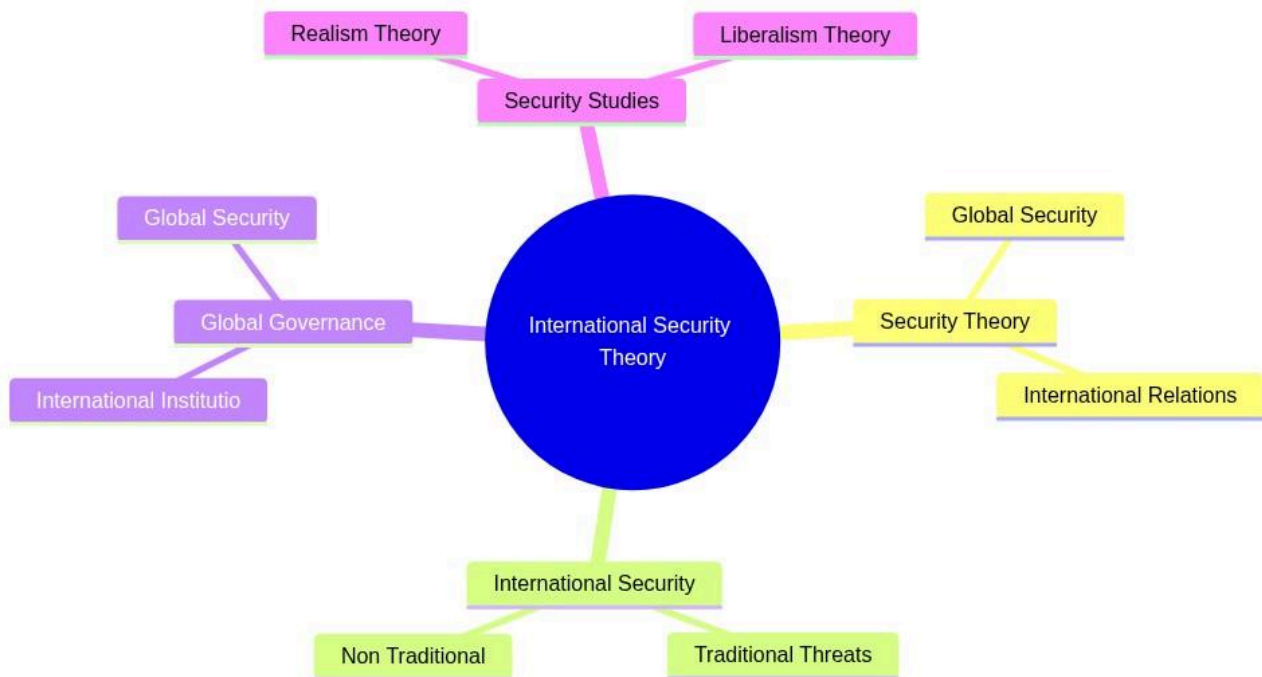 Realism Theory
Liberalism Theory
Security Studies
Global Security
Global Security
Global Governance
International Security
Theory
Security Theory
International Institutio
International Relations
International Security
Non Traditional
Traditional Threats